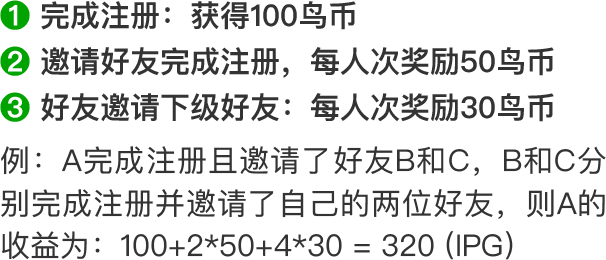 ❶ 完成注册：获得100鸟币
❷ 邀请好友完成注册，每人次奖励50鸟币
❸ 好友邀请下级好友：每人次奖励30鸟币
例：A完成注册且邀请了好友B和C，B和C分
别完成注册并邀请了自己的两位好友，则A的
收益为：100+2*50+4*30 = 320 (IPG)